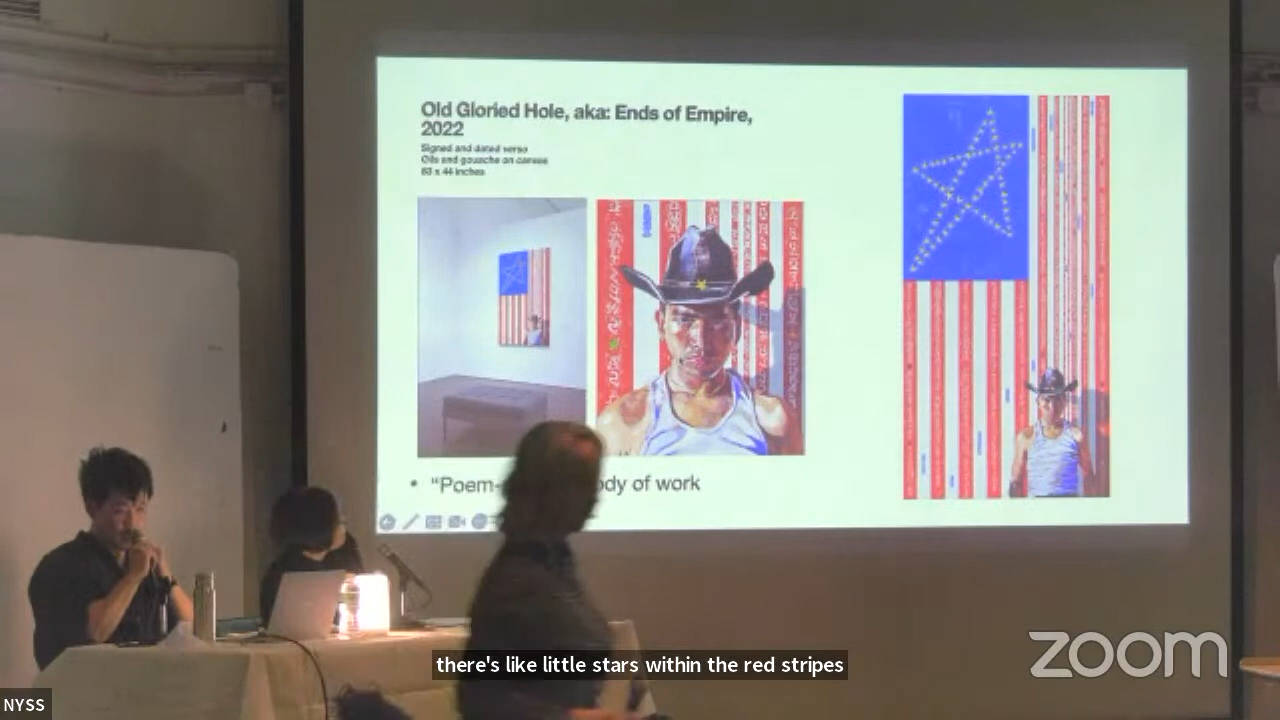 Old Gloried Hole, aka: Ends of Empire,
2022
Signed and dated verso
Oils and gouache on canvas
63 x 44 inches
• "Poem- ody of work
there's like little stars within the red stripes
zoom
NYSS